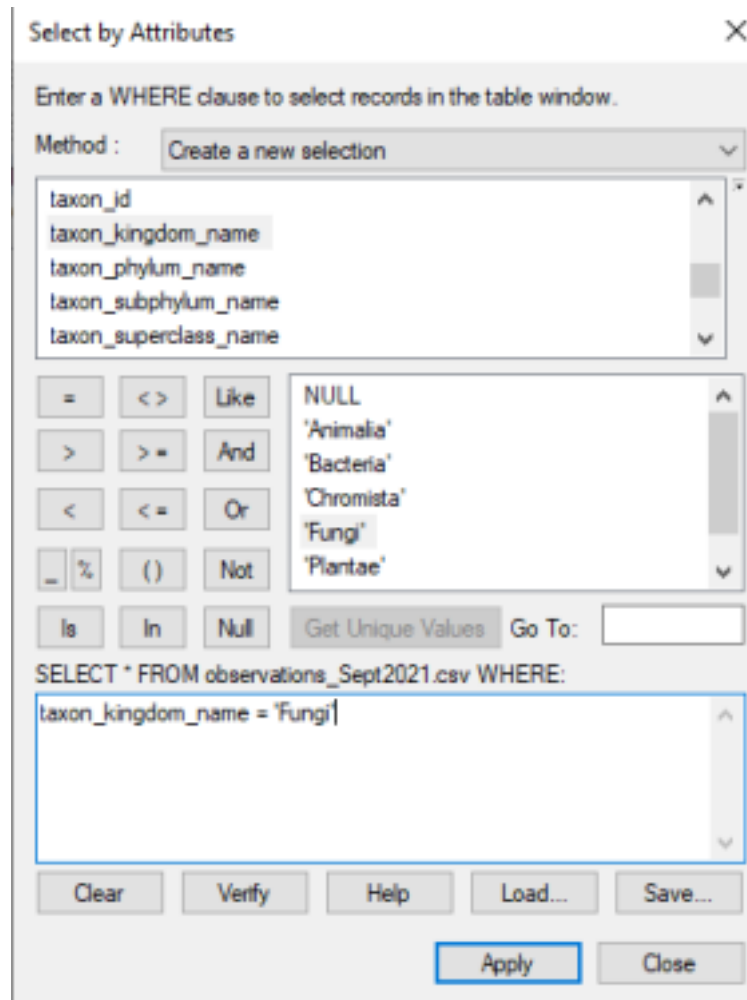 Select by Attributes
Enter a WHERE clause to select records in the table window.
Method : Create a new selection
taxon_id
taxon_kingdom_name
taxon_phylum_name
taxon_subphylum_name
taxon_superclass_name
= < > Like
> > = And
< < = Or
_ % ( ) Not
Is In Null
NULL
'Animalia'
'Bacteria'
'Chromista'
'Fungi'
'Plantae'
Get Unique Values Go To:
SELECT * FROM observations_Sept2021.csv WHERE:
taxon_kingdom_name = 'Fungi'
Clear Verify Help Load... Save...
Apply Close